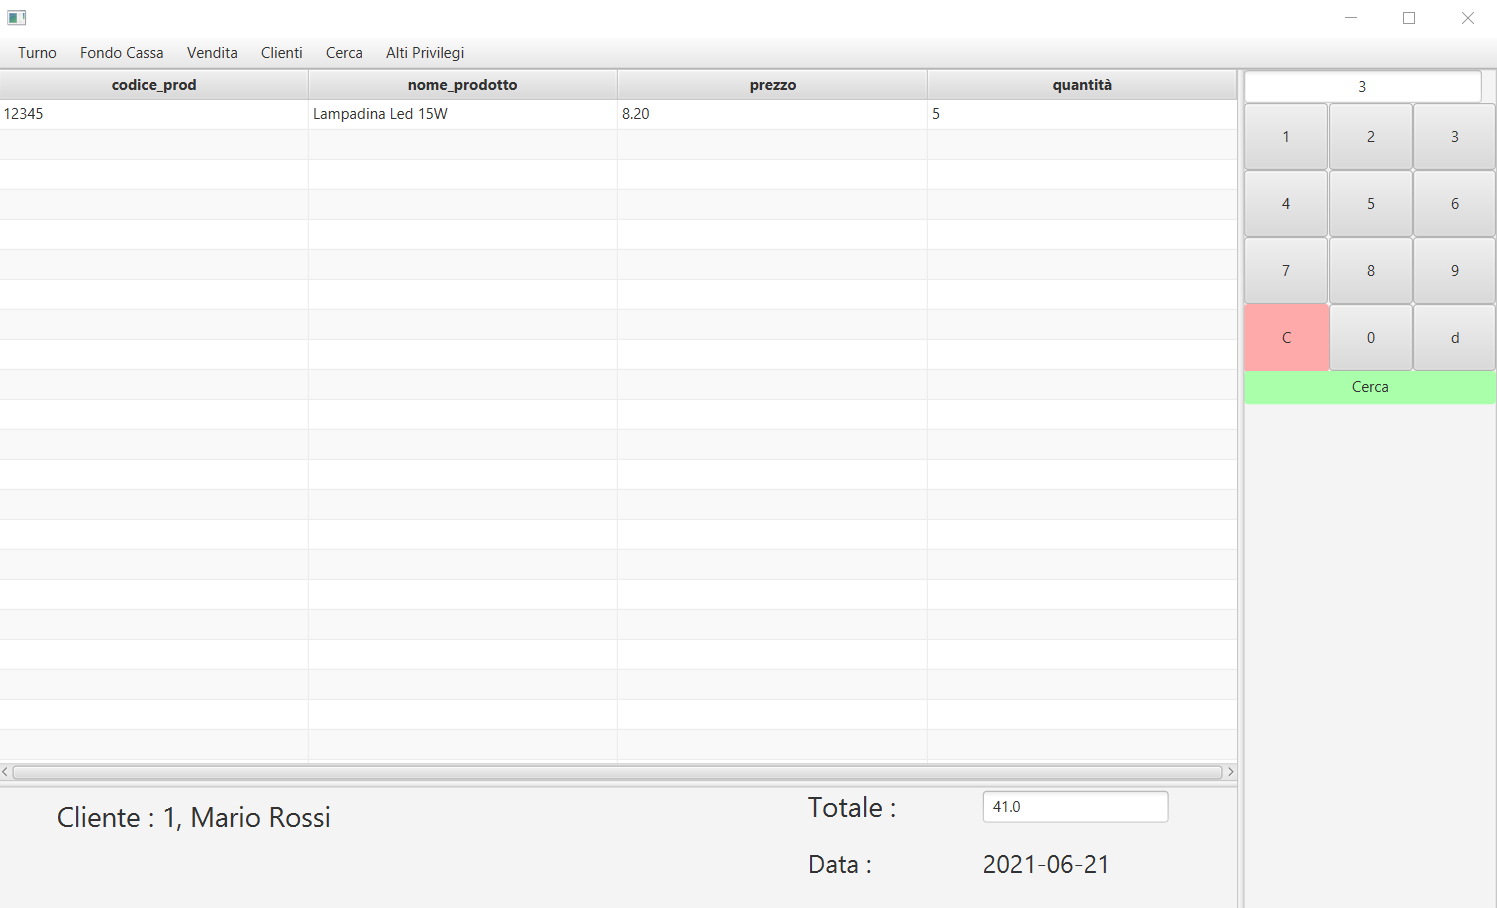 Turno Fondo Cassa Vendita Clienti Cerca Alti Privilegi
codice_prod nome_prodotto prezzo quantità
12345 Lampadina Led 15W 8.20 5
3
1 2 3
4 5 6
7 8 9
C 0 d
Cerca
Cliente : 1, Mario Rossi
Totale : 41.0
Data : 2021-06-21